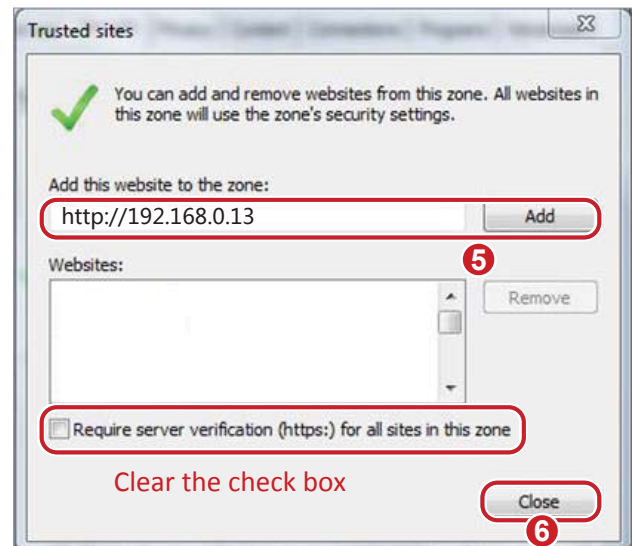 Trusted sites
You can add and remove websites from this zone. All websites in
this zone will use the zone's security settings.
Add this website to the zone:
http://192.168.0.13
Add
5
Websites:
Remove
Require server verification (https:) for all sites in this zone
Clear the check box
Close
6